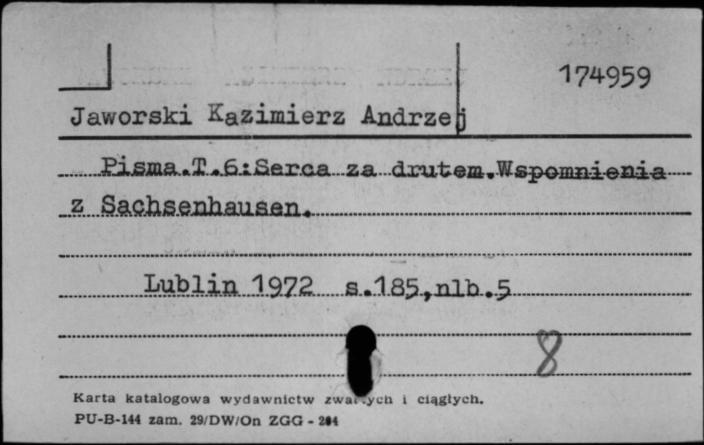 174959
Jaworski Kazimierz Andrzej
Pisma.T.6:Serca za drutem.Wspomnienia
z Sachsenhausen.
Lublin 1972 s.185,nlb.5
8
Karta katalogowa wydawnictw zwartych i ciągłych.
PU-B-144 zam. 29/DW/On ZGG - 204